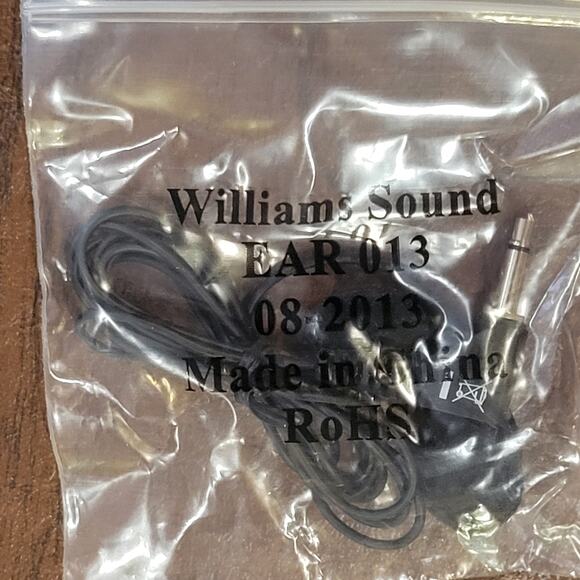 Williams Sound
EAR 013
08-2013
Made in China
RoHS